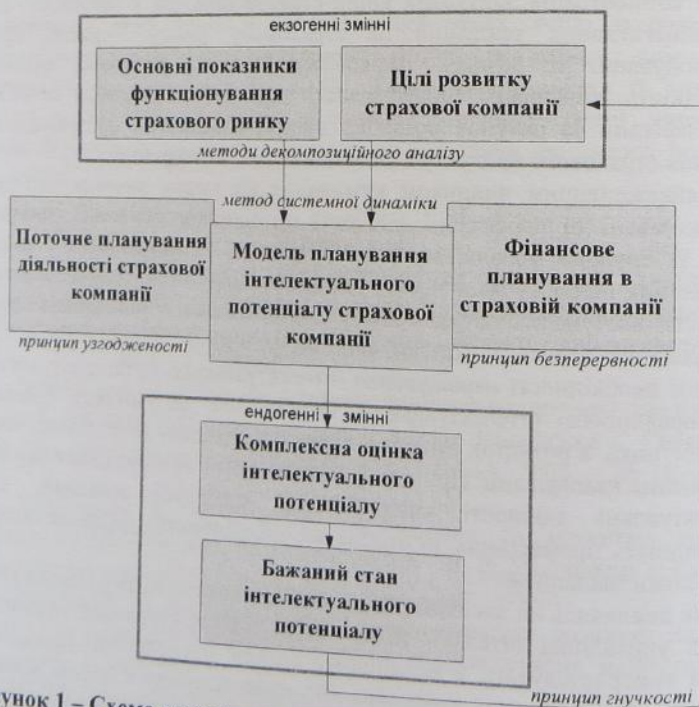 екзогенні змінні
Основні показники
функціонування
страхового ринку
Цілі розвитку
страхової компанії
методи декомпозиційного аналізу
метод системної динаміки
Поточне планування
діяльності страхової
компанії
принцип узгодженості
Модель планування
інтелектуального
потенціалу страхової
компанії
Фінансове
планування в
страховій компанії
принцип безперервності
ендогенні змінні
Комплексна оцінка
інтелектуального
потенціалу
Бажаний стан
інтелектуального
потенціалу
принцип гнучкості
унок 1 – Схема